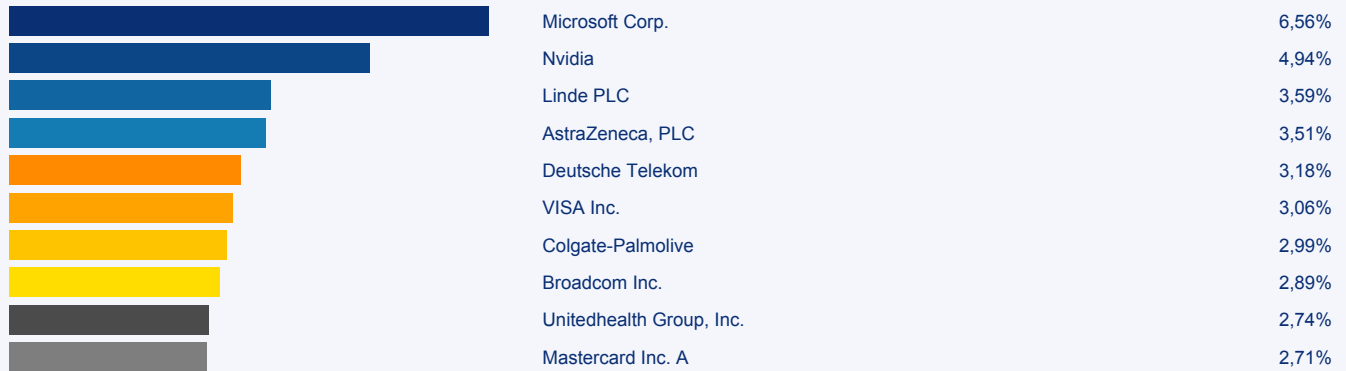 Microsoft Corp. 6,56%
Nvidia 4,94%
Linde PLC 3,59%
AstraZeneca, PLC 3,51%
Deutsche Telekom 3,18%
VISA Inc. 3,06%
Colgate-Palmolive 2,99%
Broadcom Inc. 2,89%
Unitedhealth Group, Inc. 2,74%
Mastercard Inc. A 2,71%